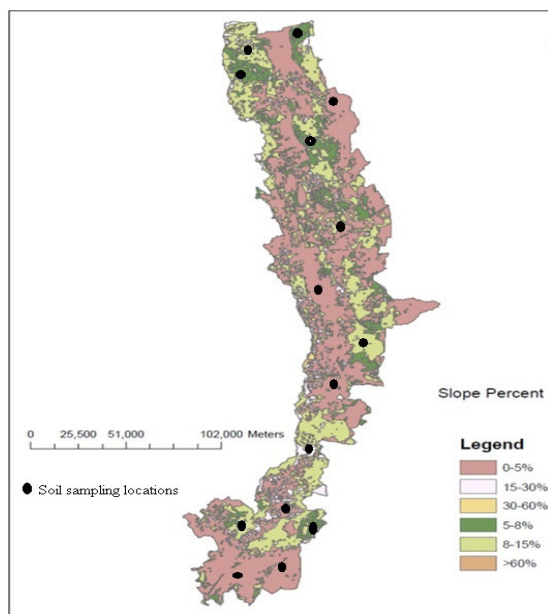 Slope Percent
0 25,500 51,000 102,000 Meters
Legend
Soil sampling locations
0-5%
15-30%
30-60%
5-8%
8-15%
>60%